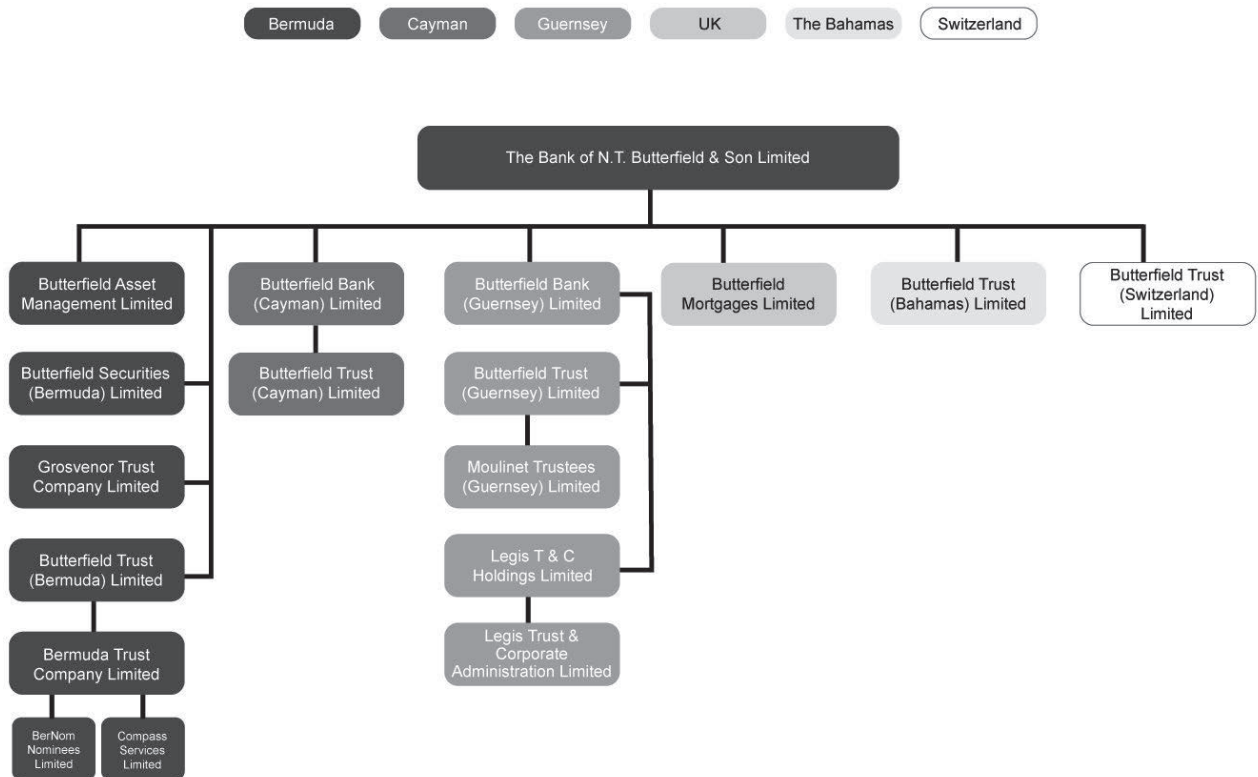 Bermuda
Cayman
Guernsey
UK
The Bahamas
Switzerland
The Bank of N.T. Butterfield & Son Limited
Butterfield Asset
Management Limited
Butterfield Bank
(Cayman) Limited
Butterfield Bank
(Guernsey) Limited
Butterfield
Mortgages Limited
Butterfield Trust
(Bahamas) Limited
Butterfield Trust
(Switzerland)
Limited
Butterfield Securities
(Bermuda) Limited
Butterfield Trust
(Cayman) Limited
Butterfield Trust
(Guernsey) Limited
Grosvenor Trust
Company Limited
Moulinet Trustees
(Guernsey) Limited
Butterfield Trust
(Bermuda) Limited
Legis T & C
Holdings Limited
Bermuda Trust
Company Limited
Legis Trust &
Corporate
Administration Limited
BerNom
Nominees
Limited
Compass
Services
Limited